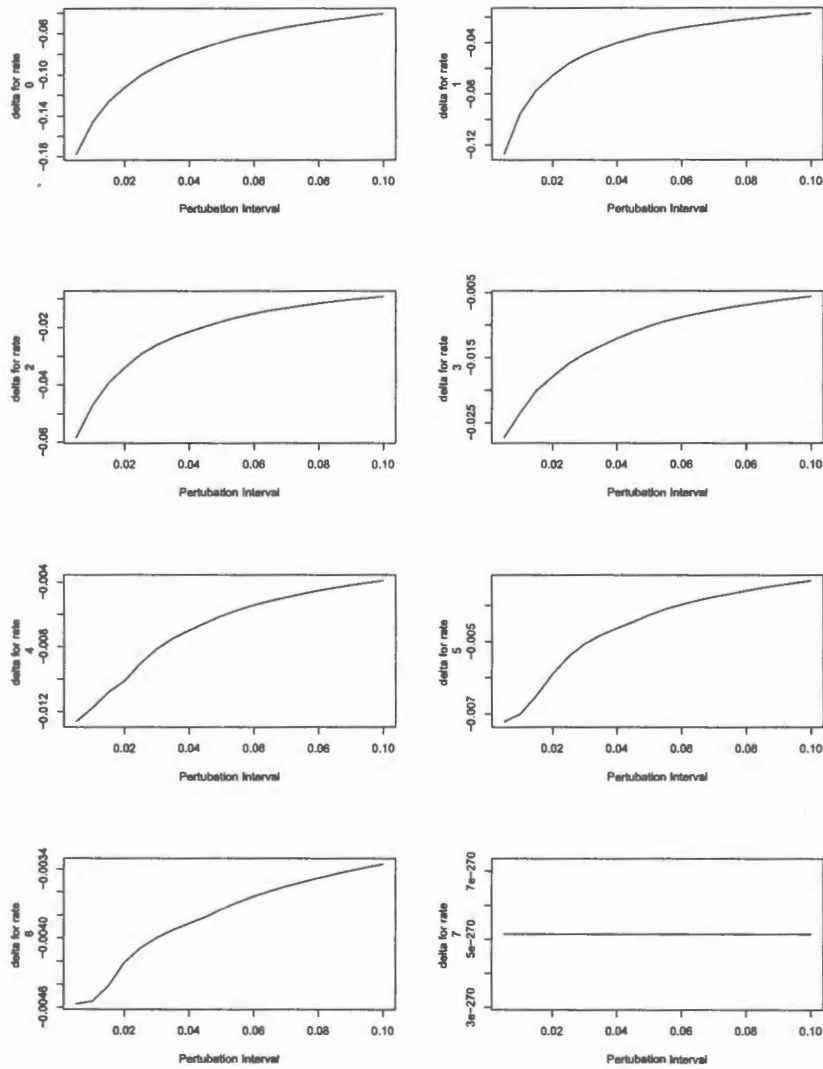 delta for rate
0
-0.18 -0.14 -0.10 -0.06
0.02 0.04 0.06 0.08 0.10
Pertubation Interval
delta for rate
1
-0.12 -0.08 -0.04
0.02 0.04 0.06 0.08 0.10
Pertubation Interval
delta for rate
2
-0.06 -0.04 -0.02
0.02 0.04 0.06 0.08 0.10
Pertubation Interval
delta for rate
3
-0.025 -0.015 -0.005
0.02 0.04 0.06 0.08 0.10
Pertubation Interval
delta for rate
4
-0.012 -0.008 -0.004
0.02 0.04 0.06 0.08 0.10
Pertubation Interval
delta for rate
5
-0.007 -0.005
0.02 0.04 0.06 0.08 0.10
Pertubation Interval
delta for rate
6
-0.0046 -0.0040 -0.0034
0.02 0.04 0.06 0.08 0.10
Pertubation Interval
delta for rate
7
3e-270 5e-270 7e-270
0.02 0.04 0.06 0.08 0.10
Pertubation Interval